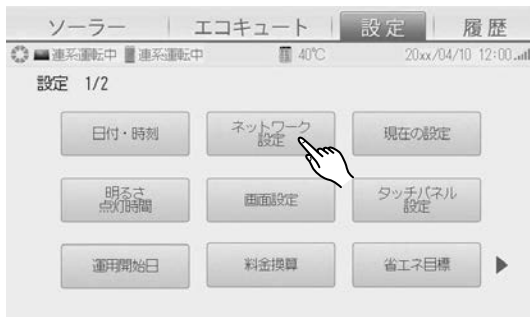 ソーラー エコキュート 設定 履歴
連系運転中 連系運転中 40℃ 20xx/04/10 12:00
設定 1/2
日付・時刻 ネットワーク設定 現在の設定
明るさ点灯時間 画面設定 タッチパネル設定
運用開始日 料金換算 省エネ目標